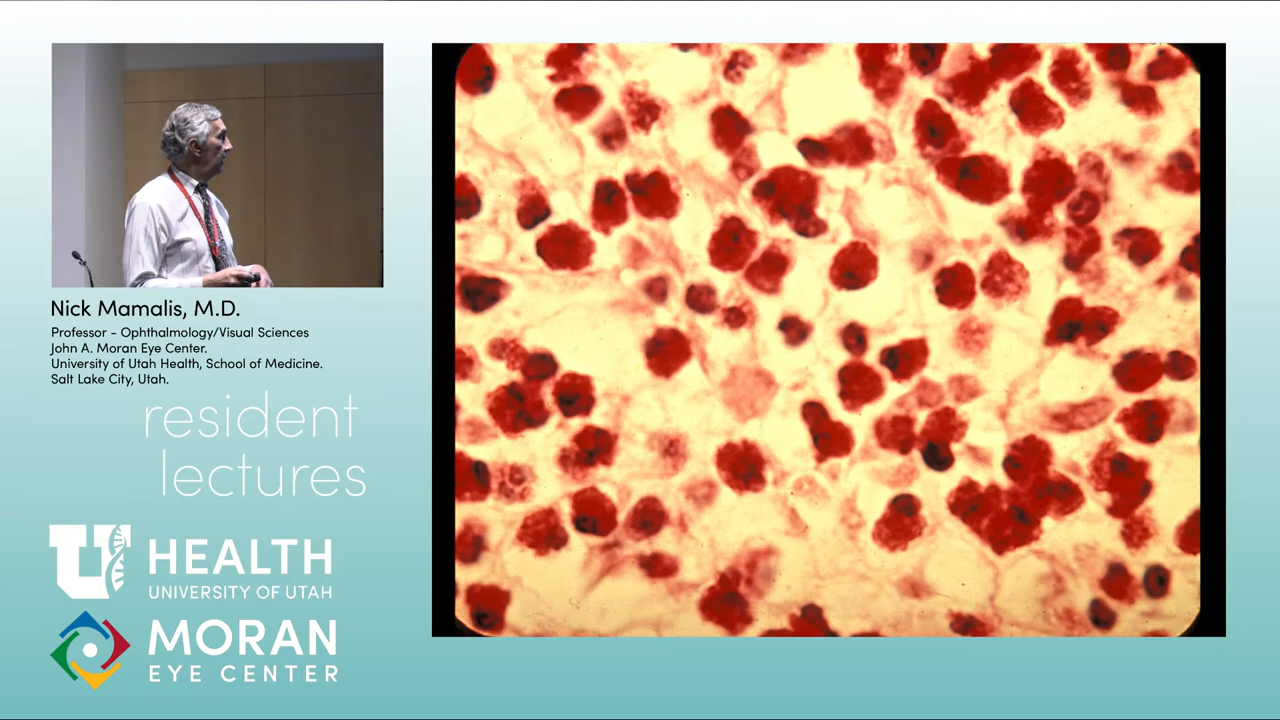 Nick Mamalis, M.D.
Professor - Ophthalmology/Visual Sciences
John A. Moran Eye Center.
University of Utah Health, School of Medicine.
Salt Lake City, Utah.
resident
lectures
U HEALTH
UNIVERSITY OF UTAH
MORAN
EYE CENTER